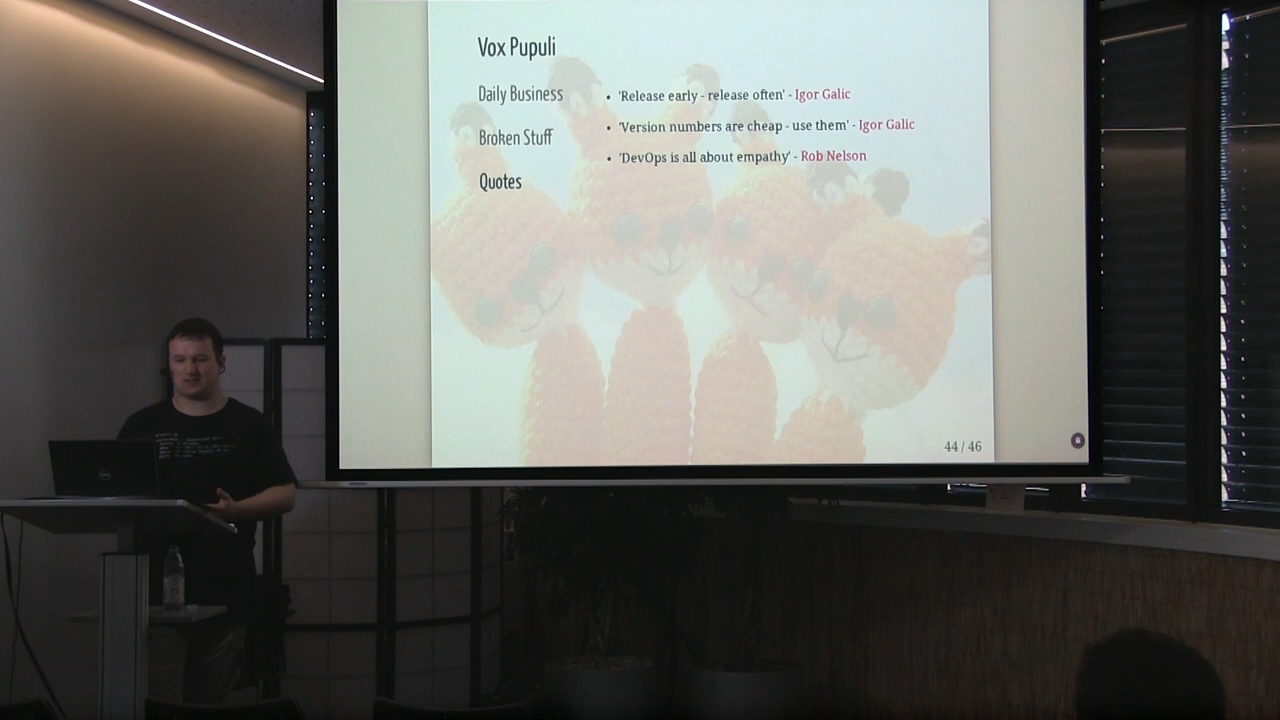 Vox Pupuli
Daily Business
Broken Stuff
Quotes
• 'Release early - release often' - Igor Galic
• 'Version numbers are cheap - use them' - Igor Galic
• 'DevOps is all about empathy' - Rob Nelson
44 / 46
DELL